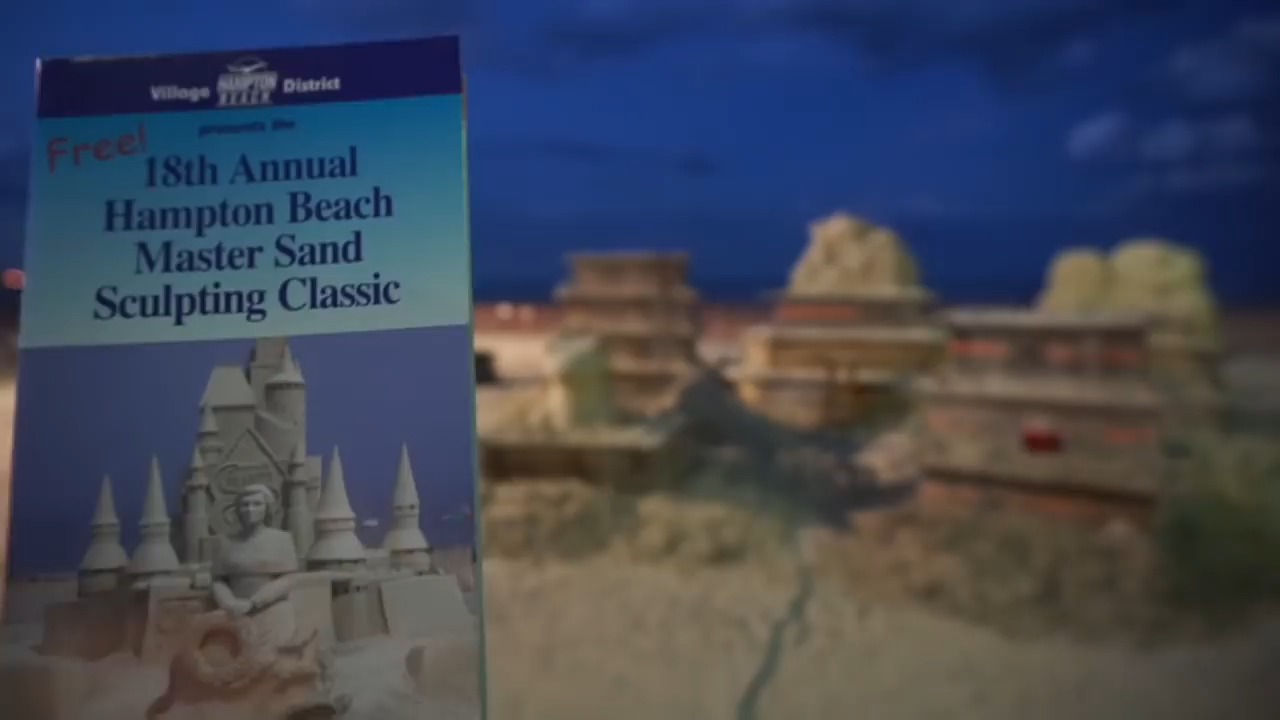 Village HAMPTON BEACH District
Free!
presents the
18th Annual
Hampton Beach
Master Sand
Sculpting Classic